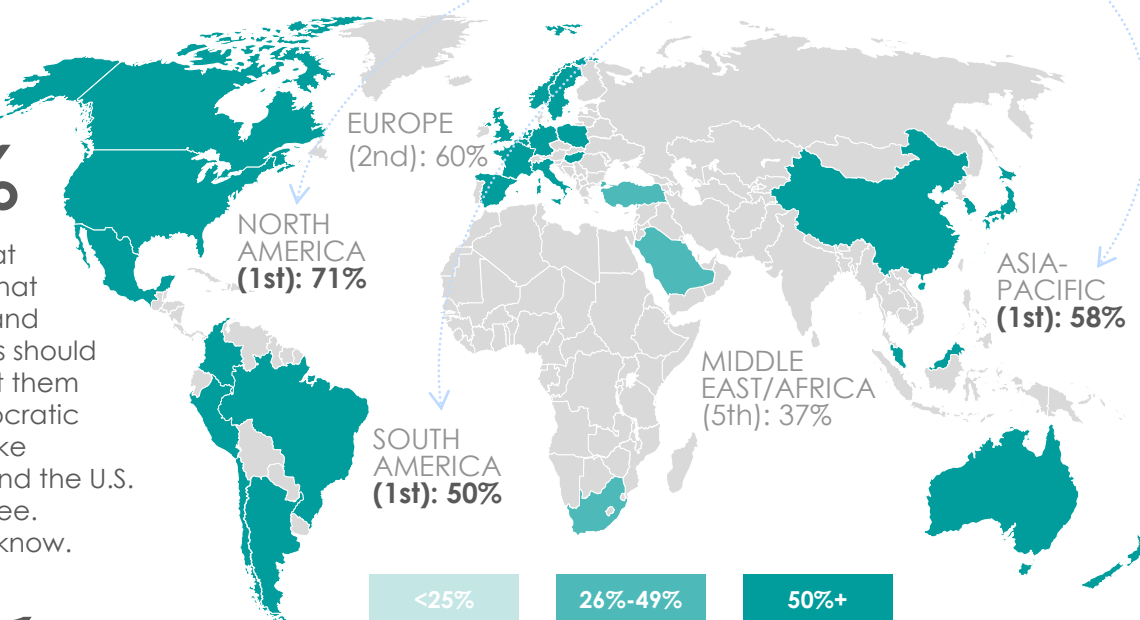 %
at
hat
and
s should
t them
ocratic
ke
nd the U.S.
ee.
know.
EUROPE
(2nd): 60%
NORTH
AMERICA
(1st): 71%
SOUTH
AMERICA
(1st): 50%
MIDDLE
EAST/AFRICA
(5th): 37%
ASIA-
PACIFIC
(1st): 58%
<25%
26%-49%
50%+